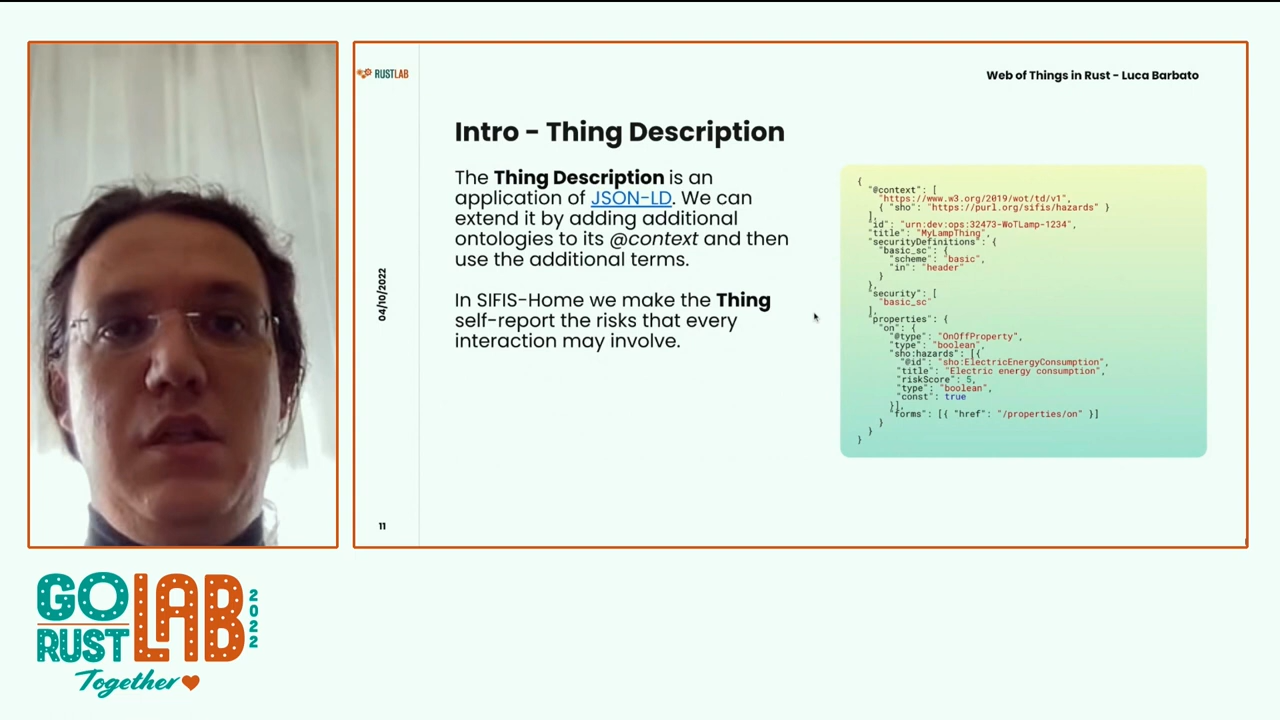 RUSTLAB
Web of Things in Rust - Luca Barbato
Intro - Thing Description
The Thing Description is an
application of JSON-LD. We can
extend it by adding additional
ontologies to its @context and then
use the additional terms.
In SIFIS-Home we make the Thing
self-report the risks that every
interaction may involve.
{
"@context": [
"https://www.w3.org/2019/wot/td/v1",
{ "sho": "https://purl.org/sifis/hazards" }
],
"id": "urn:dev:ops:32473-WoTLamp-1234",
"title": "MyLampThing",
"securityDefinitions": {
"basic_sc": {
"scheme": "basic",
"in": "header"
}
},
"security": [
"basic_sc"
],
"properties": {
"on": {
"@type": "OnOffProperty",
"type": "boolean",
"sho:hazards": [{
"@id": "sho:ElectricEnergyConsumption",
"title": "Electric energy consumption",
"riskScore": 5,
"type": "boolean",
"const": true
}],
"forms": [{ "href": "/properties/on" }]
}
}
}
04/10/2022
11
GO
RUST
LAB
2022
Together